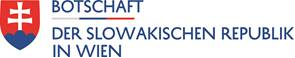 BOTSCHAFT
DER SLOWAKISCHEN REPUBLIK
IN WIEN